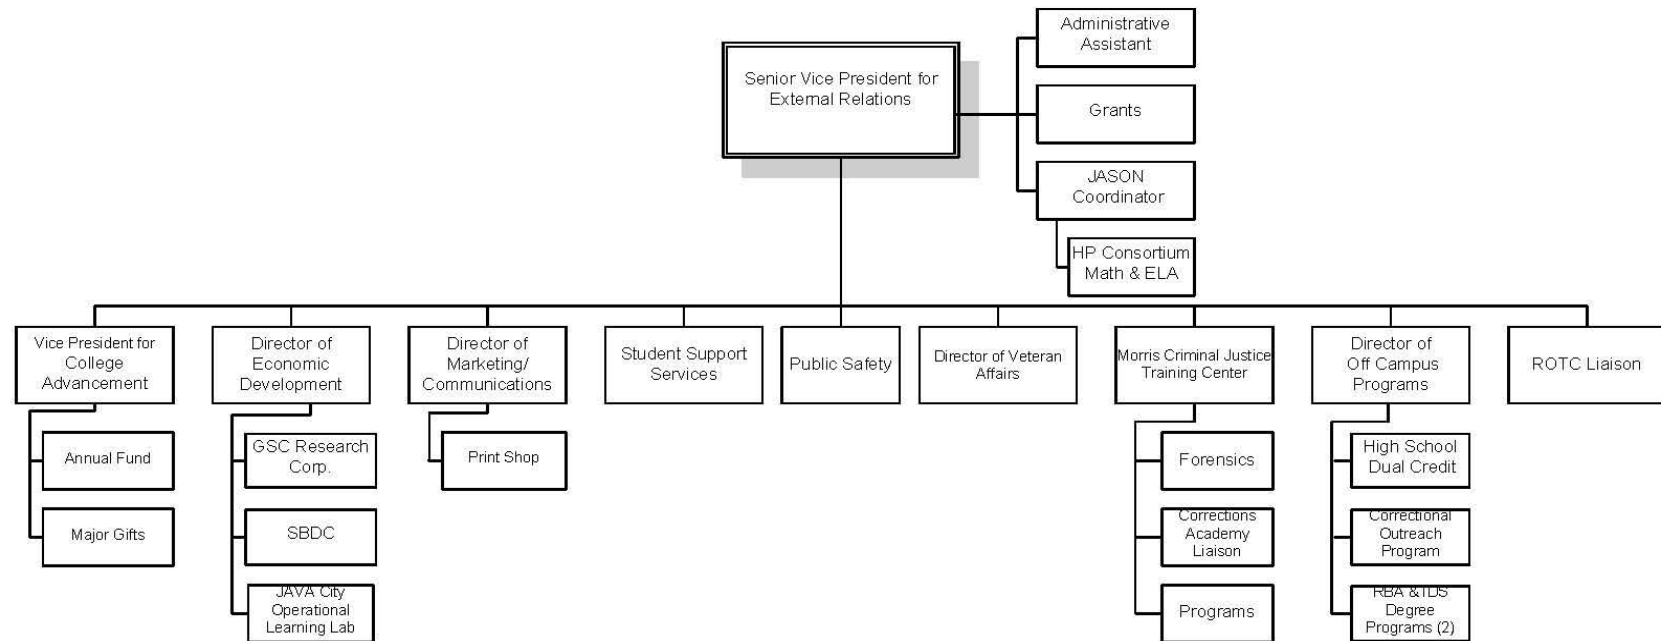 Administrative
Assistant
Senior Vice President for
External Relations
Grants
JASON
Coordinator
HP Consortium
Math & ELA
Vice President for
College
Advancement
Director of
Economic
Development
Director of
Marketing/
Communications
Student Support
Services
Public Safety
Director of Veteran
Affairs
Morris Criminal Justice
Training Center
Director of
Off Campus
Programs
ROTC Liaison
Annual Fund
GSC Research
Corp.
Print Shop
Forensics
High School
Dual Credit
Major Gifts
SBDC
Corrections
Academy
Liaison
Correctional
Outreach
Program
JAVA City
Operational
Learning Lab
Programs
RBA & IDS
Degree
Programs (2)